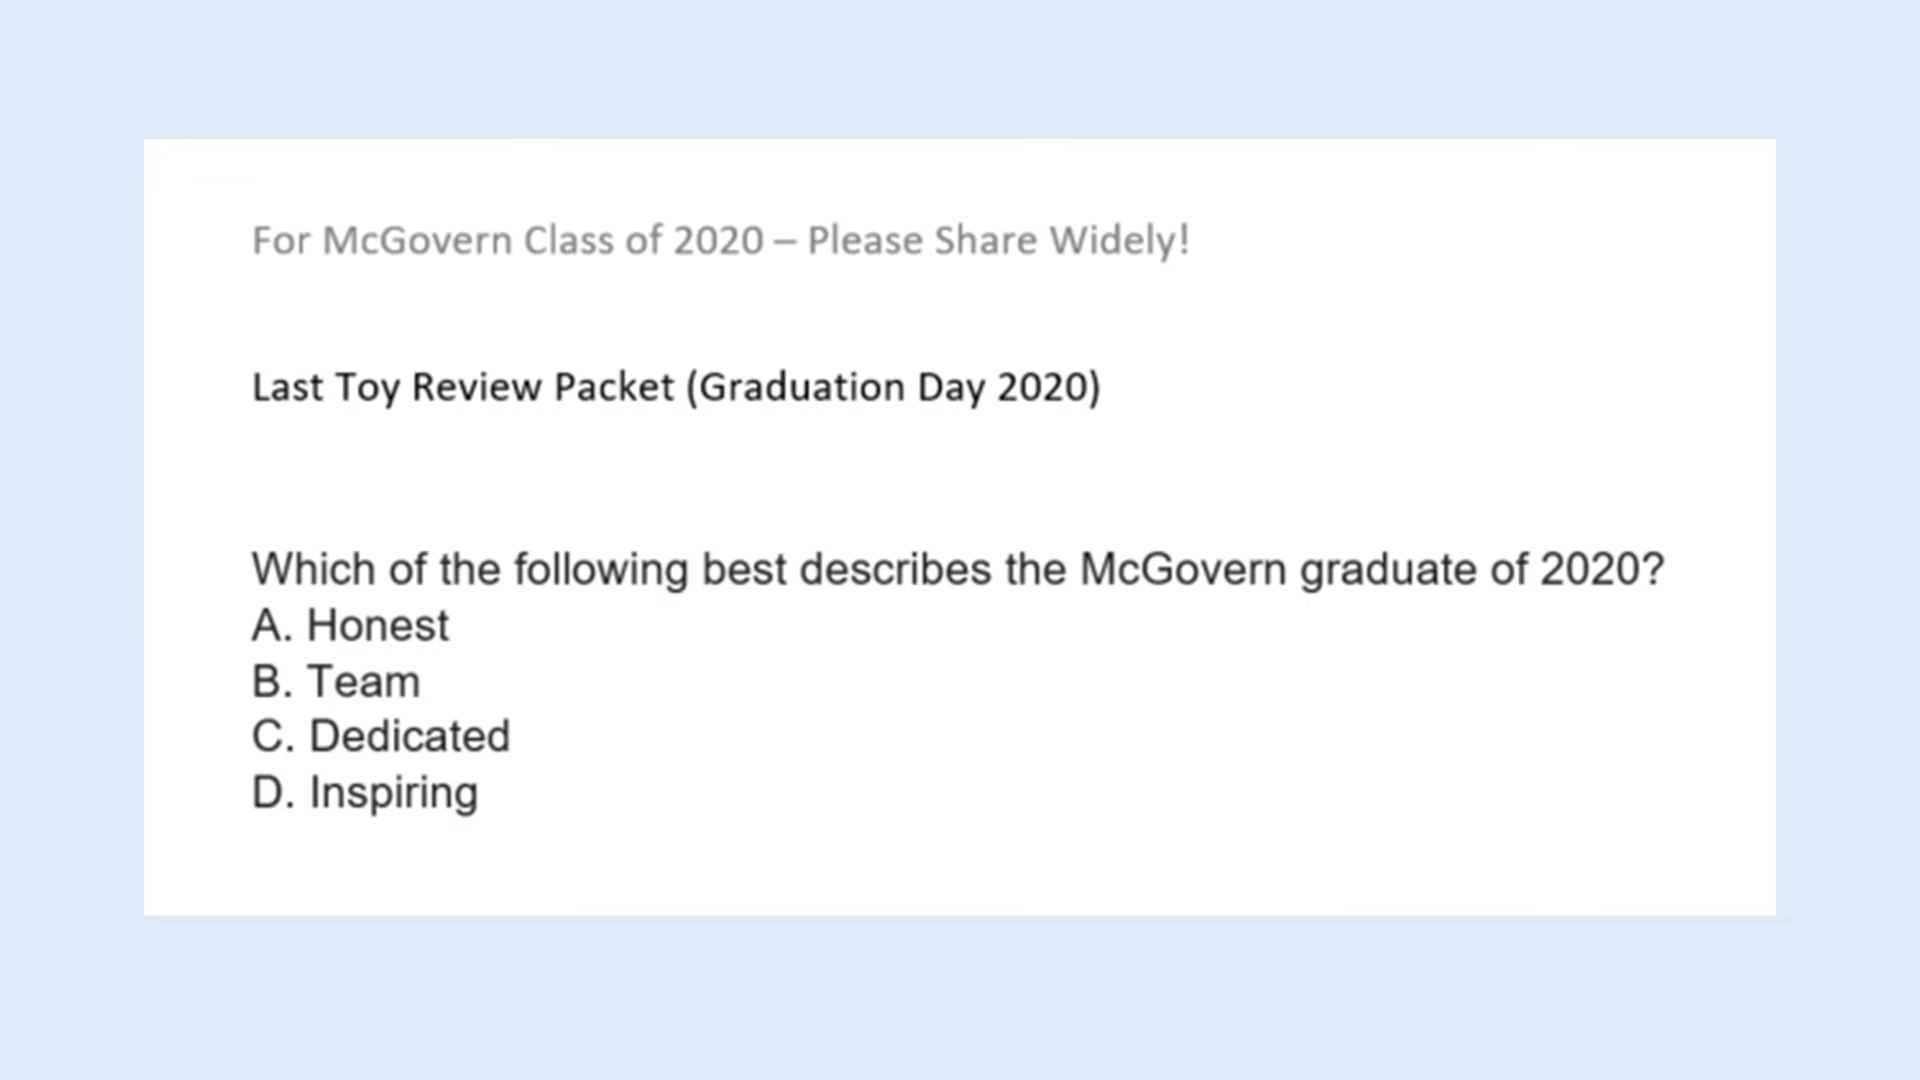 For McGovern Class of 2020 – Please Share Widely!
Last Toy Review Packet (Graduation Day 2020)
Which of the following best describes the McGovern graduate of 2020?
A. Honest
B. Team
C. Dedicated
D. Inspiring